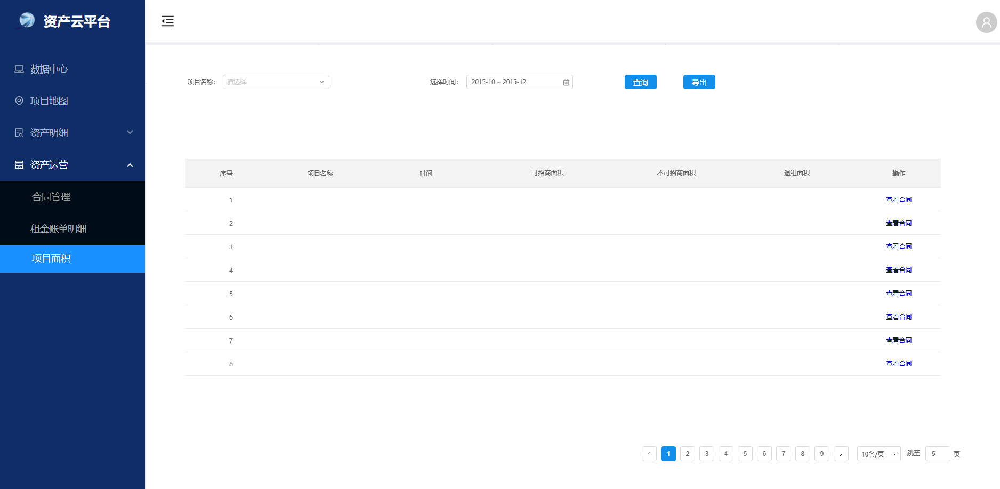 资产云平台
数据中心
项目地图
资产明细
资产运营
合同管理
租金账单明细
项目面积
项目名称: 请选择 选择时间: 2015-10 ~ 2015-12 查询 导出
序号 项目名称 时间 可招商面积 不可招商面积 退租面积 操作
1 查看合同
2 查看合同
3 查看合同
4 查看合同
5 查看合同
6 查看合同
7 查看合同
8 查看合同
1 2 3 4 5 6 7 8 9 10条/页 跳至 5 页